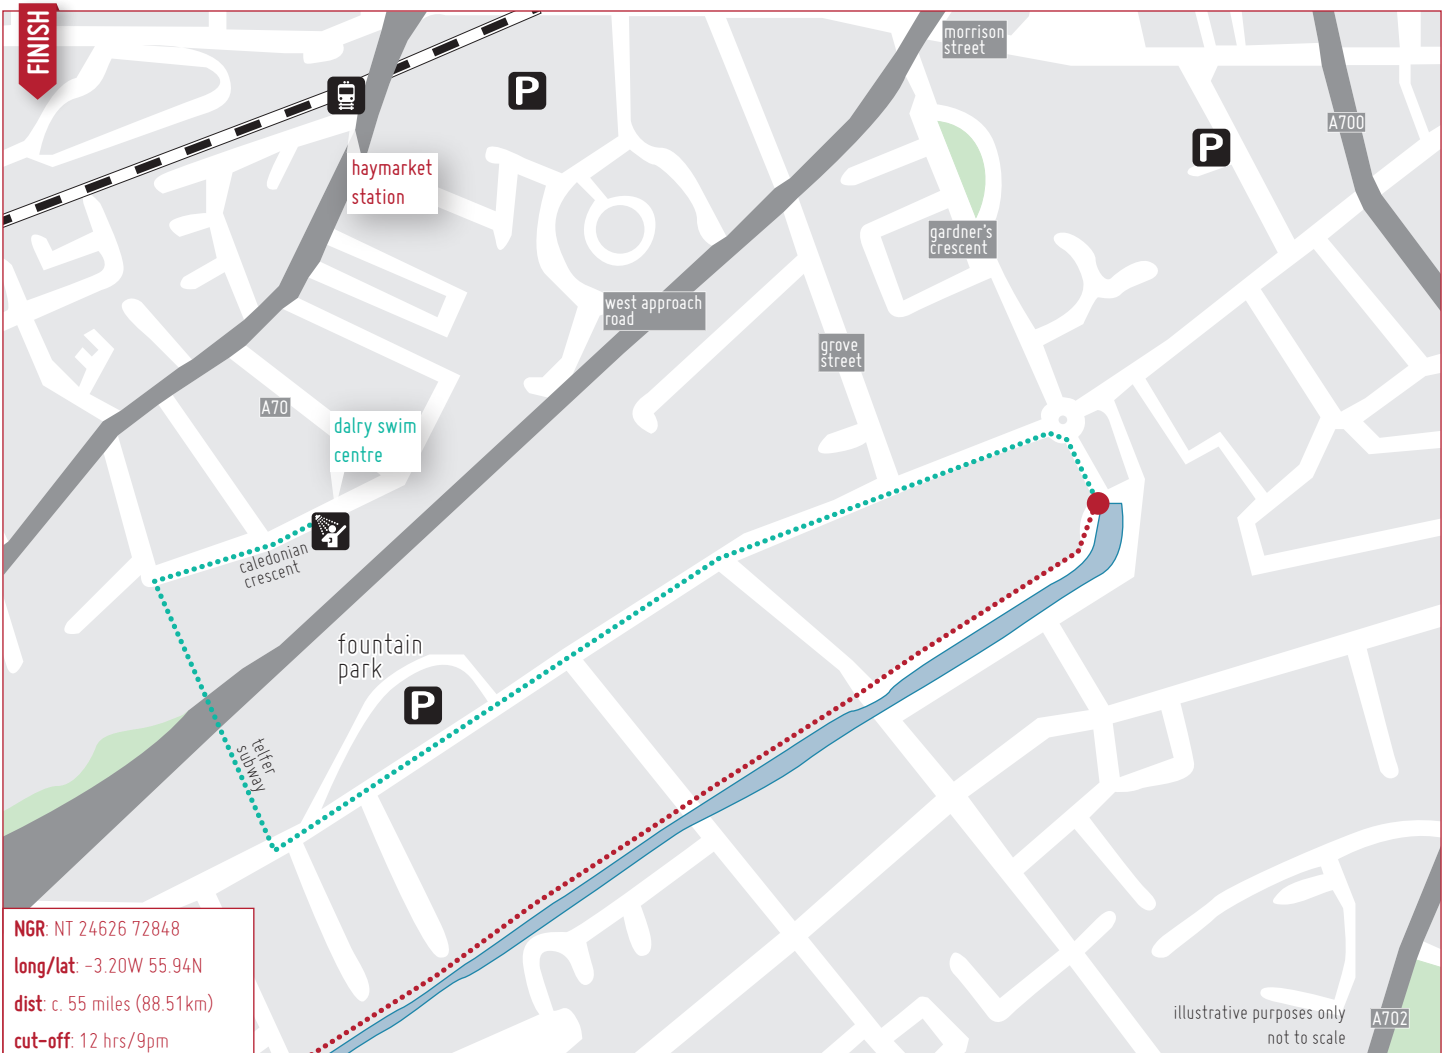 FINISH
morrison
street
P
A700
P
haymarket
station
gardner's
crescent
west approach
road
grove
street
A70
dalry swim
centre
caledonian
crescent
fountain
park
P
telfer
subway
NGR: NT 24626 72848
long/lat: -3.20W 55.94N
dist: c. 55 miles (88.51km)
cut-off: 12 hrs/9pm
illustrative purposes only
not to scale
A702